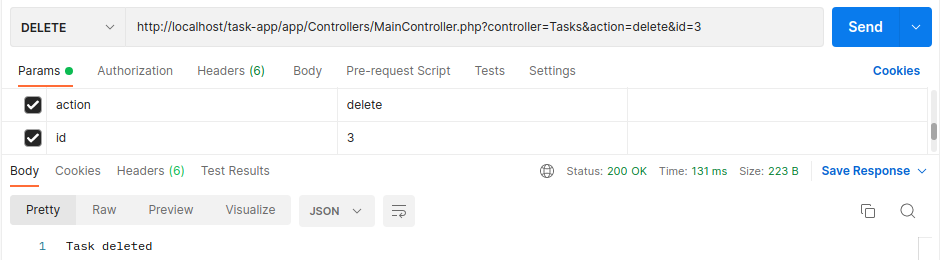 DELETE http://localhost/task-app/app/Controllers/MainController.php?controller=Tasks&action=delete&id=3 Send
Params Authorization Headers (6) Body Pre-request Script Tests Settings Cookies
action delete
id 3
Body Cookies Headers (6) Test Results Status: 200 OK Time: 131 ms Size: 223 B Save Response
Pretty Raw Preview Visualize JSON
1 Task deleted